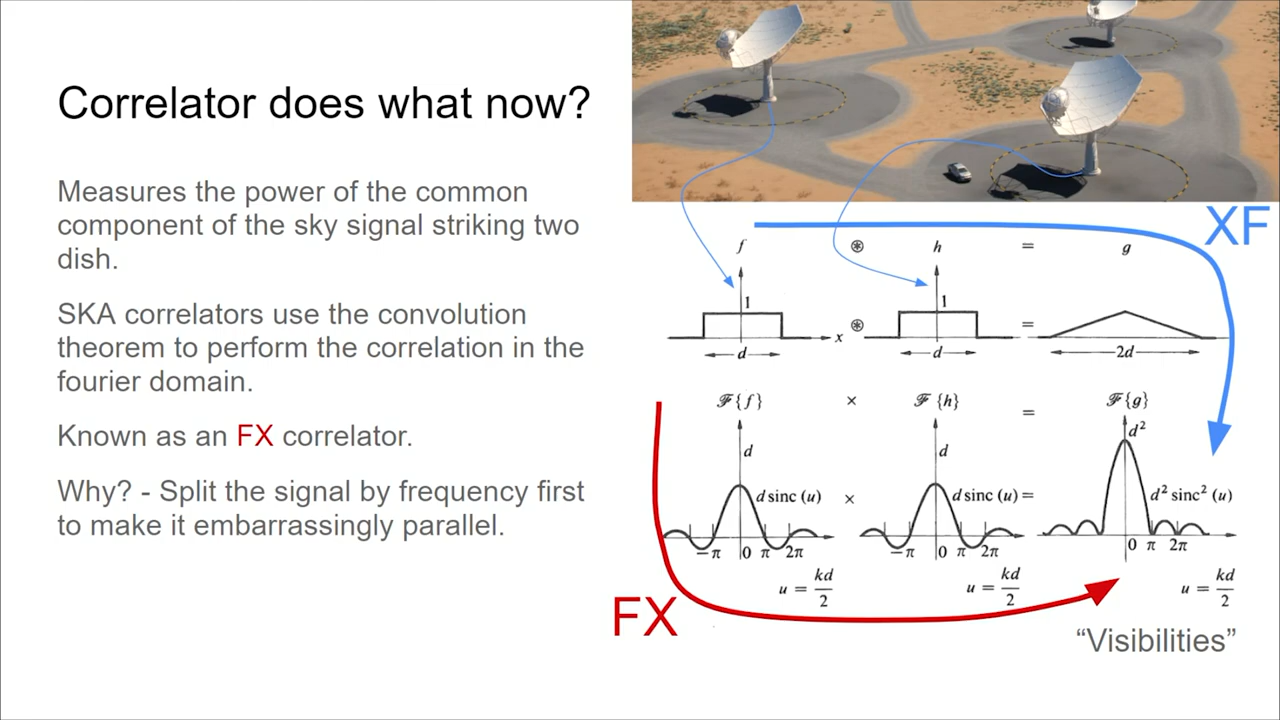 Correlator does what now?
Measures the power of the common
component of the sky signal striking two
dish.
SKA correlators use the convolution
theorem to perform the correlation in the
fourier domain.
Known as an FX correlator.
Why? - Split the signal by frequency first
to make it embarrassingly parallel.
XF
f ⊛ h = g
1 1
x ⊛ =
d d 2d
ℱ{f} × ℱ{h} = ℱ{g}
d d d²
d sinc (u) × d sinc (u) = d² sinc² (u)
−π 0 π 2π −π 0 π 2π 0 π 2π
u = kd/2 u = kd/2 u = kd/2
FX
“Visibilities”